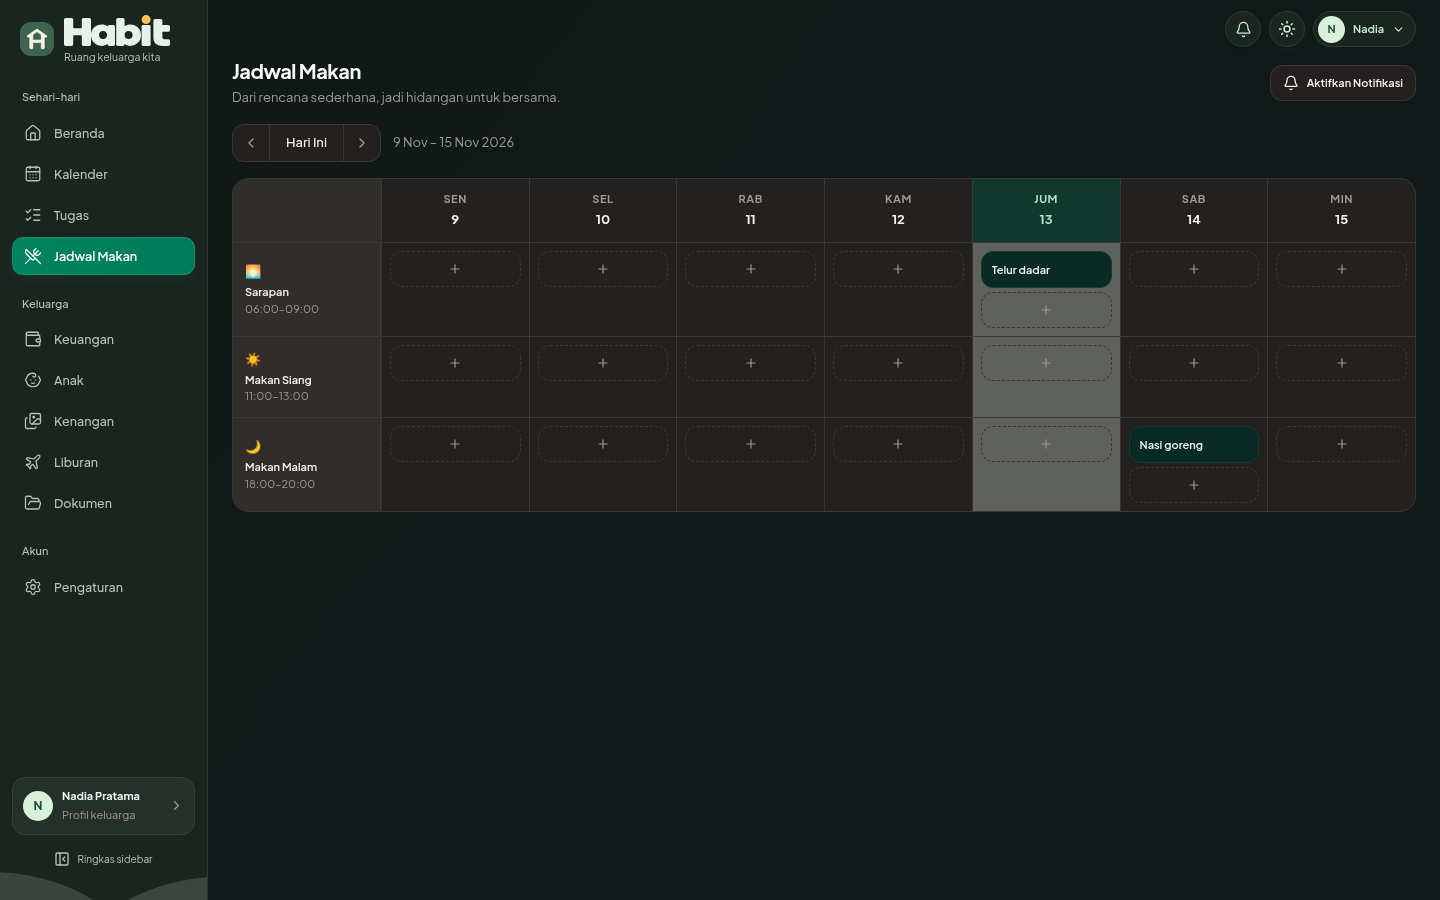 Habit
Ruang keluarga kita
Sehari-hari
Beranda
Kalender
Tugas
Jadwal Makan
Keluarga
Keuangan
Anak
Kenangan
Liburan
Dokumen
Akun
Pengaturan
N
Nadia Pratama
Profil keluarga
Ringkas sidebar
N Nadia
Jadwal Makan
Dari rencana sederhana, jadi hidangan untuk bersama.
Aktifkan Notifikasi
Hari Ini
9 Nov – 15 Nov 2026
SEN SEL RAB KAM JUM SAB MIN
9 10 11 12 13 14 15
Sarapan
06:00–09:00
Telur dadar
Makan Siang
11:00–13:00
Makan Malam
18:00–20:00
Nasi goreng